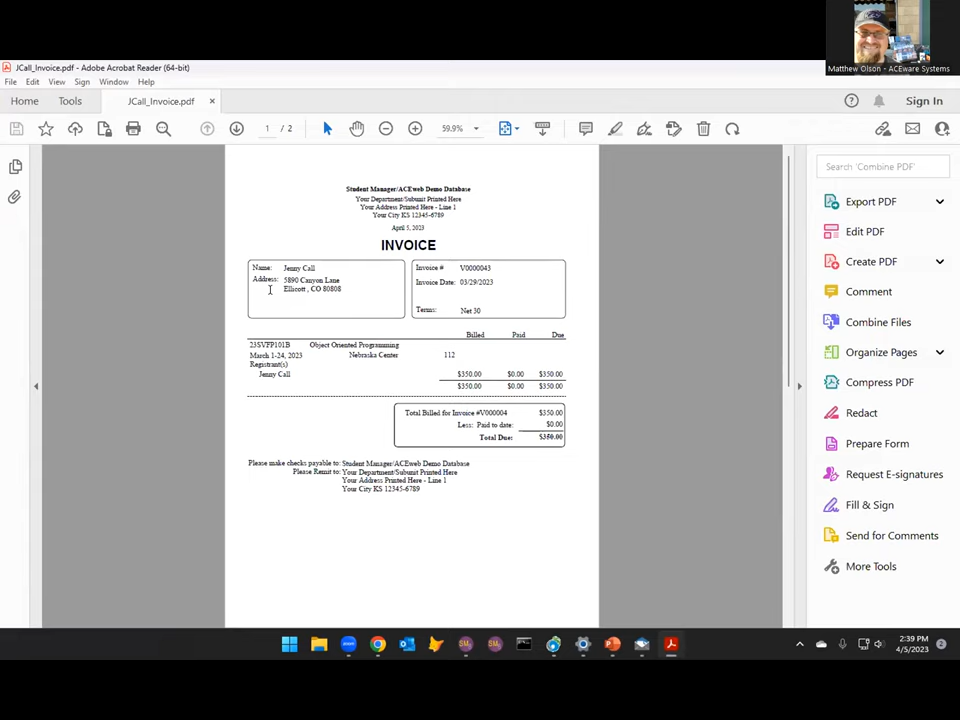 Matthew Olson - ACEware Systems
JCall_Invoice.pdf - Adobe Acrobat Reader (64-bit)
File Edit View Sign Window Help
Home Tools JCall_Invoice.pdf × Sign In
1 / 2 59.9%
Search 'Combine PDF'
Export PDF
Edit PDF
Create PDF
Comment
Combine Files
Organize Pages
Compress PDF
Redact
Prepare Form
Request E-signatures
Fill & Sign
Send for Comments
More Tools
Student Manager/ACEweb Demo Database
Your Department/Subunit Printed Here
Your Address Printed Here - Line 1
Your City KS 12345-6789
April 5, 2023
INVOICE
Name: Jenny Call
Address: 5890 Canyon Lane
Ellicott , CO 80808
Invoice # V0000043
Invoice Date: 03/29/2023
Terms: Net 30
Billed Paid Due
23SVFP101B Object Oriented Programming
March 1-24, 2023 Nebraska Center 112
Registrant(s)
Jenny Call $350.00 $0.00 $350.00
$350.00 $0.00 $350.00
Total Billed for Invoice #V000004 $350.00
Less: Paid to date: $0.00
Total Due: $350.00
Please make checks payable to: Student Manager/ACEweb Demo Database
Please Remit to: Your Department/Subunit Printed Here
Your Address Printed Here - Line 1
Your City KS 12345-6789
2:39 PM
4/5/2023
2